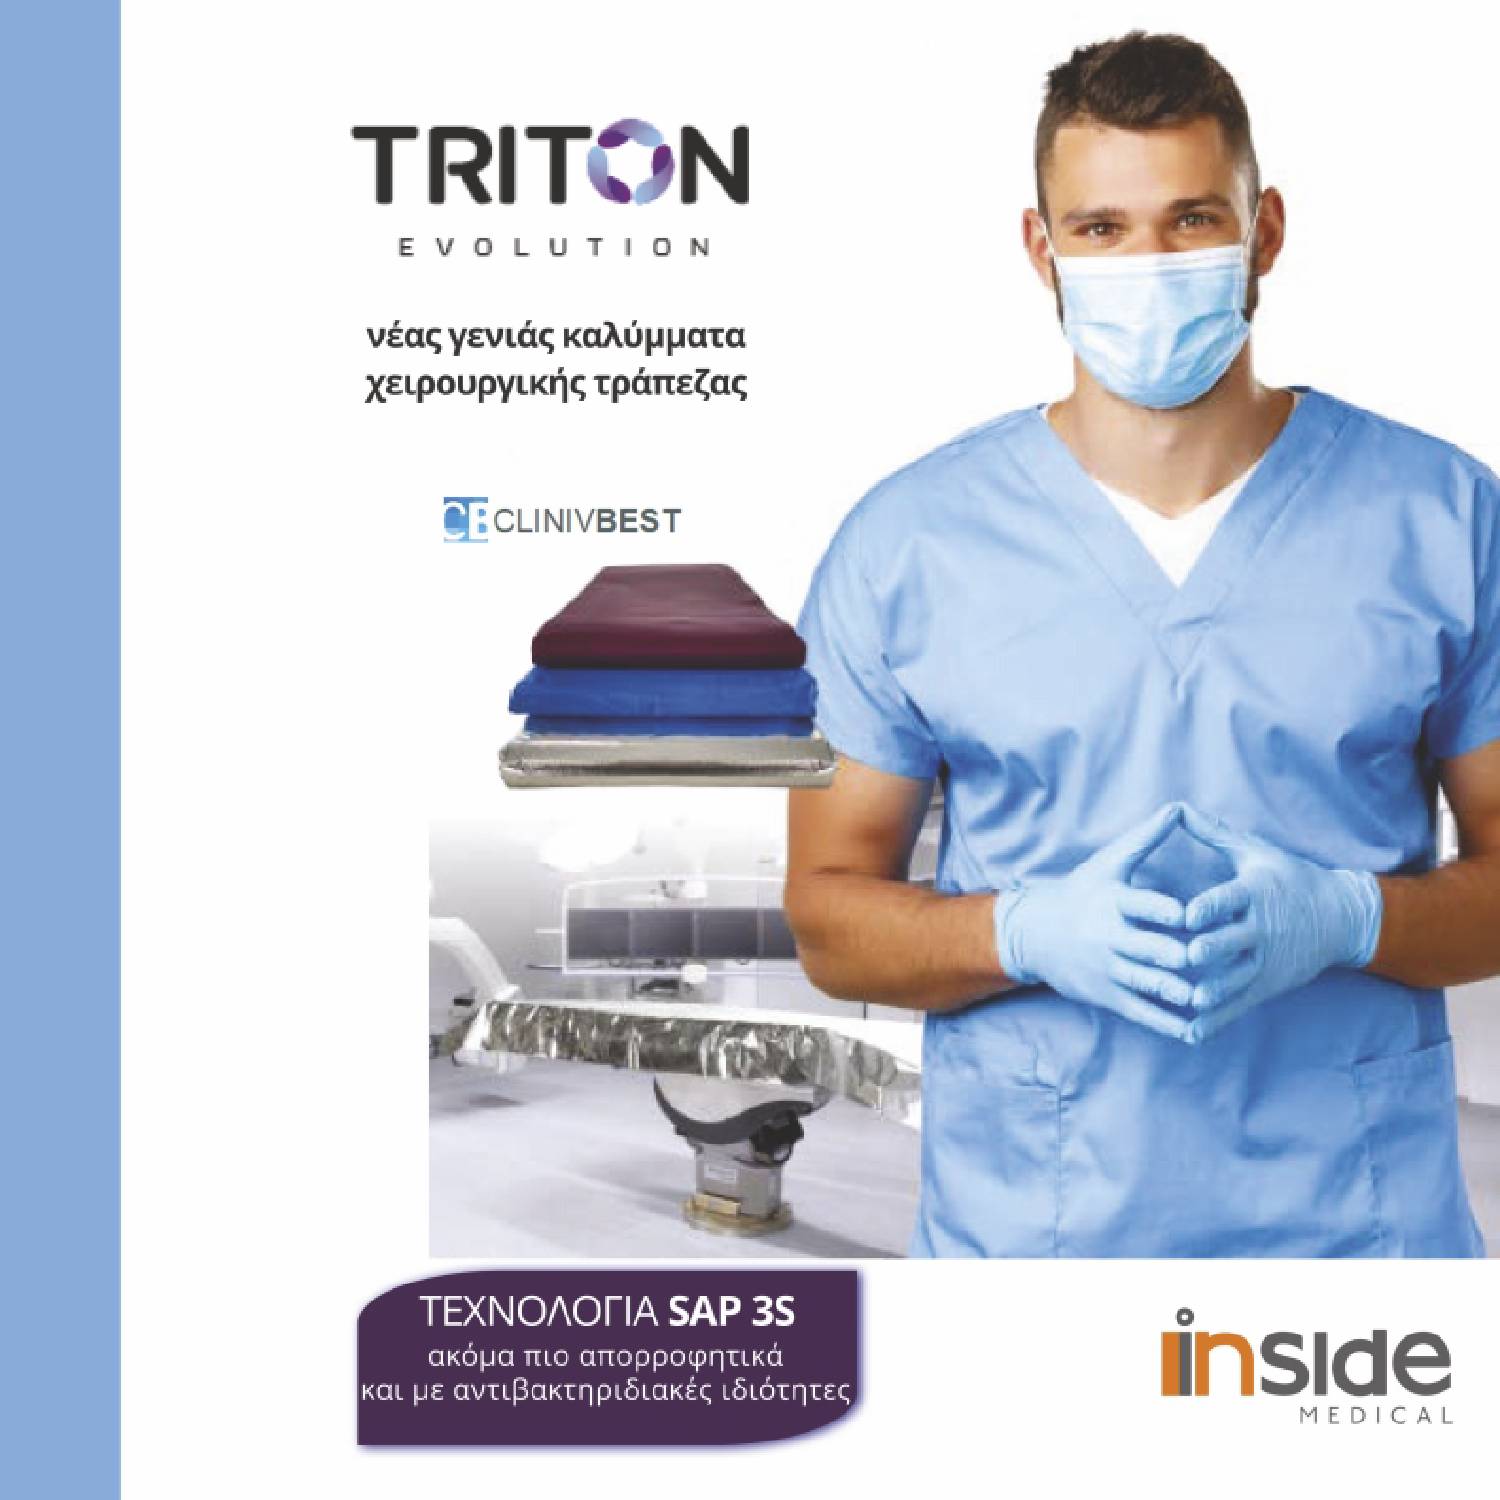 TRITON
EVOLUTION
νέας γενιάς καλύμματα
χειρουργικής τράπεζας
CB CLINIVBEST
ΤΕΧΝΟΛΟΓΙΑ SAP 3S
ακόμα πιο απορροφητικά
και με αντιβακτηριδιακές ιδιότητες
inside
MEDICAL